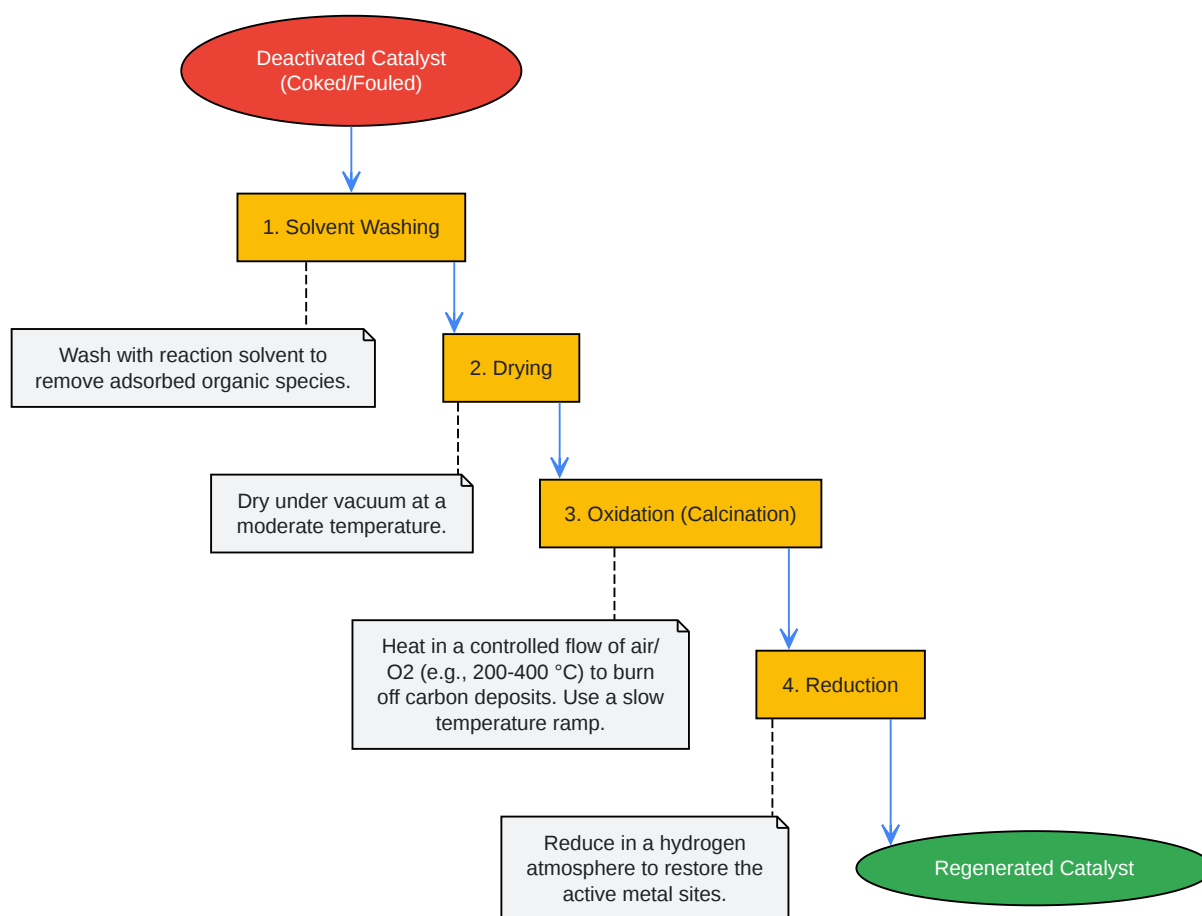 Deactivated Catalyst
(Coked/Fouled)
1. Solvent Washing
Wash with reaction solvent to
remove adsorbed organic species.
2. Drying
Dry under vacuum at a
moderate temperature.
3. Oxidation (Calcination)
Heat in a controlled flow of air/
O2 (e.g., 200-400 °C) to burn
off carbon deposits. Use a slow
temperature ramp.
4. Reduction
Reduce in a hydrogen
atmosphere to restore the
active metal sites.
Regenerated Catalyst